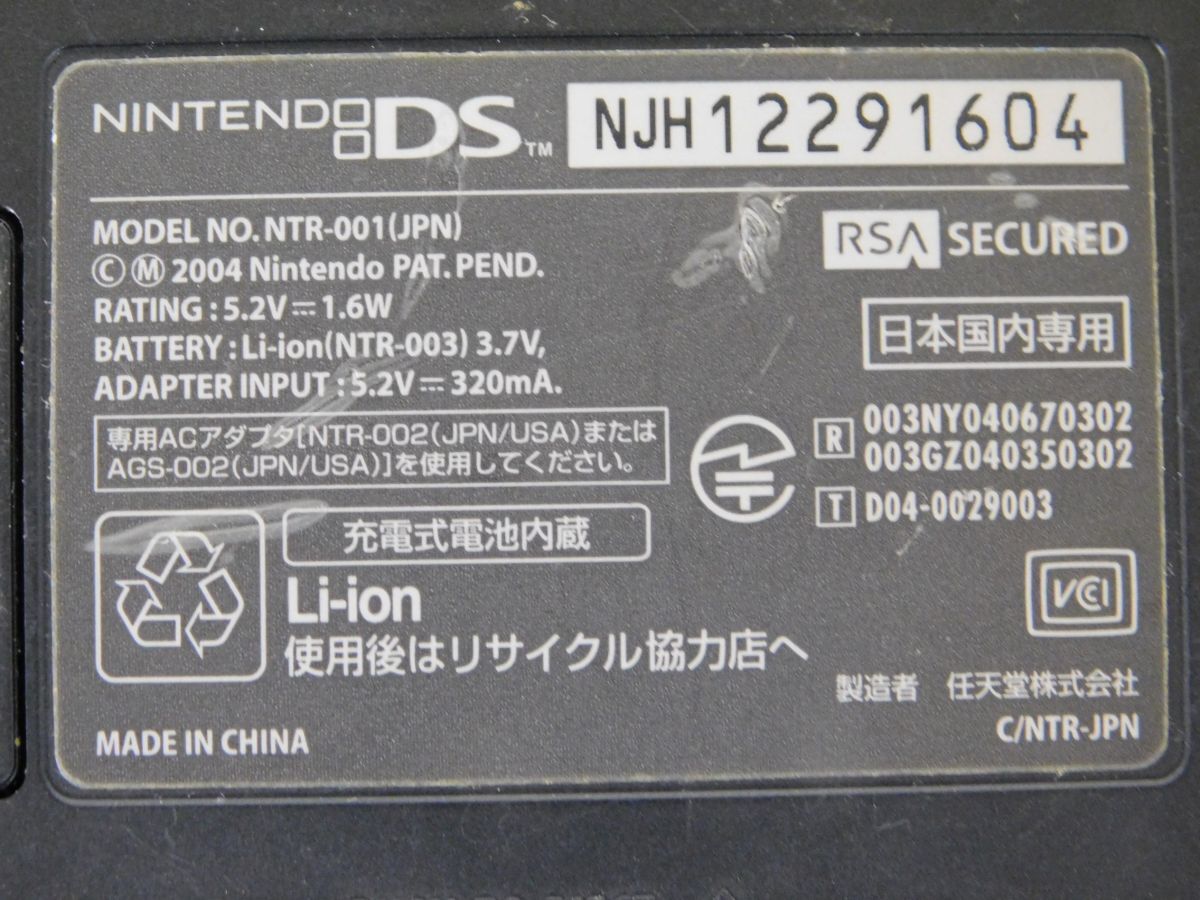 NINTENDO DS™
NJH12291604
MODEL NO. NTR-001(JPN)
Ⓒ Ⓜ 2004 Nintendo PAT. PEND.
RATING : 5.2V⎓1.6W
BATTERY : Li-ion(NTR-003) 3.7V,
ADAPTER INPUT : 5.2V⎓320mA.
RSA SECURED
日本国内専用
専用ACアダプタ[NTR-002(JPN/USA)または
AGS-002(JPN/USA)]を使用してください。
R 003NY040670302
003GZ040350302
T D04-0029003
充電式電池内蔵
Li-ion
使用後はリサイクル協力店へ
VCCI
製造者 任天堂株式会社
C/NTR-JPN
MADE IN CHINA